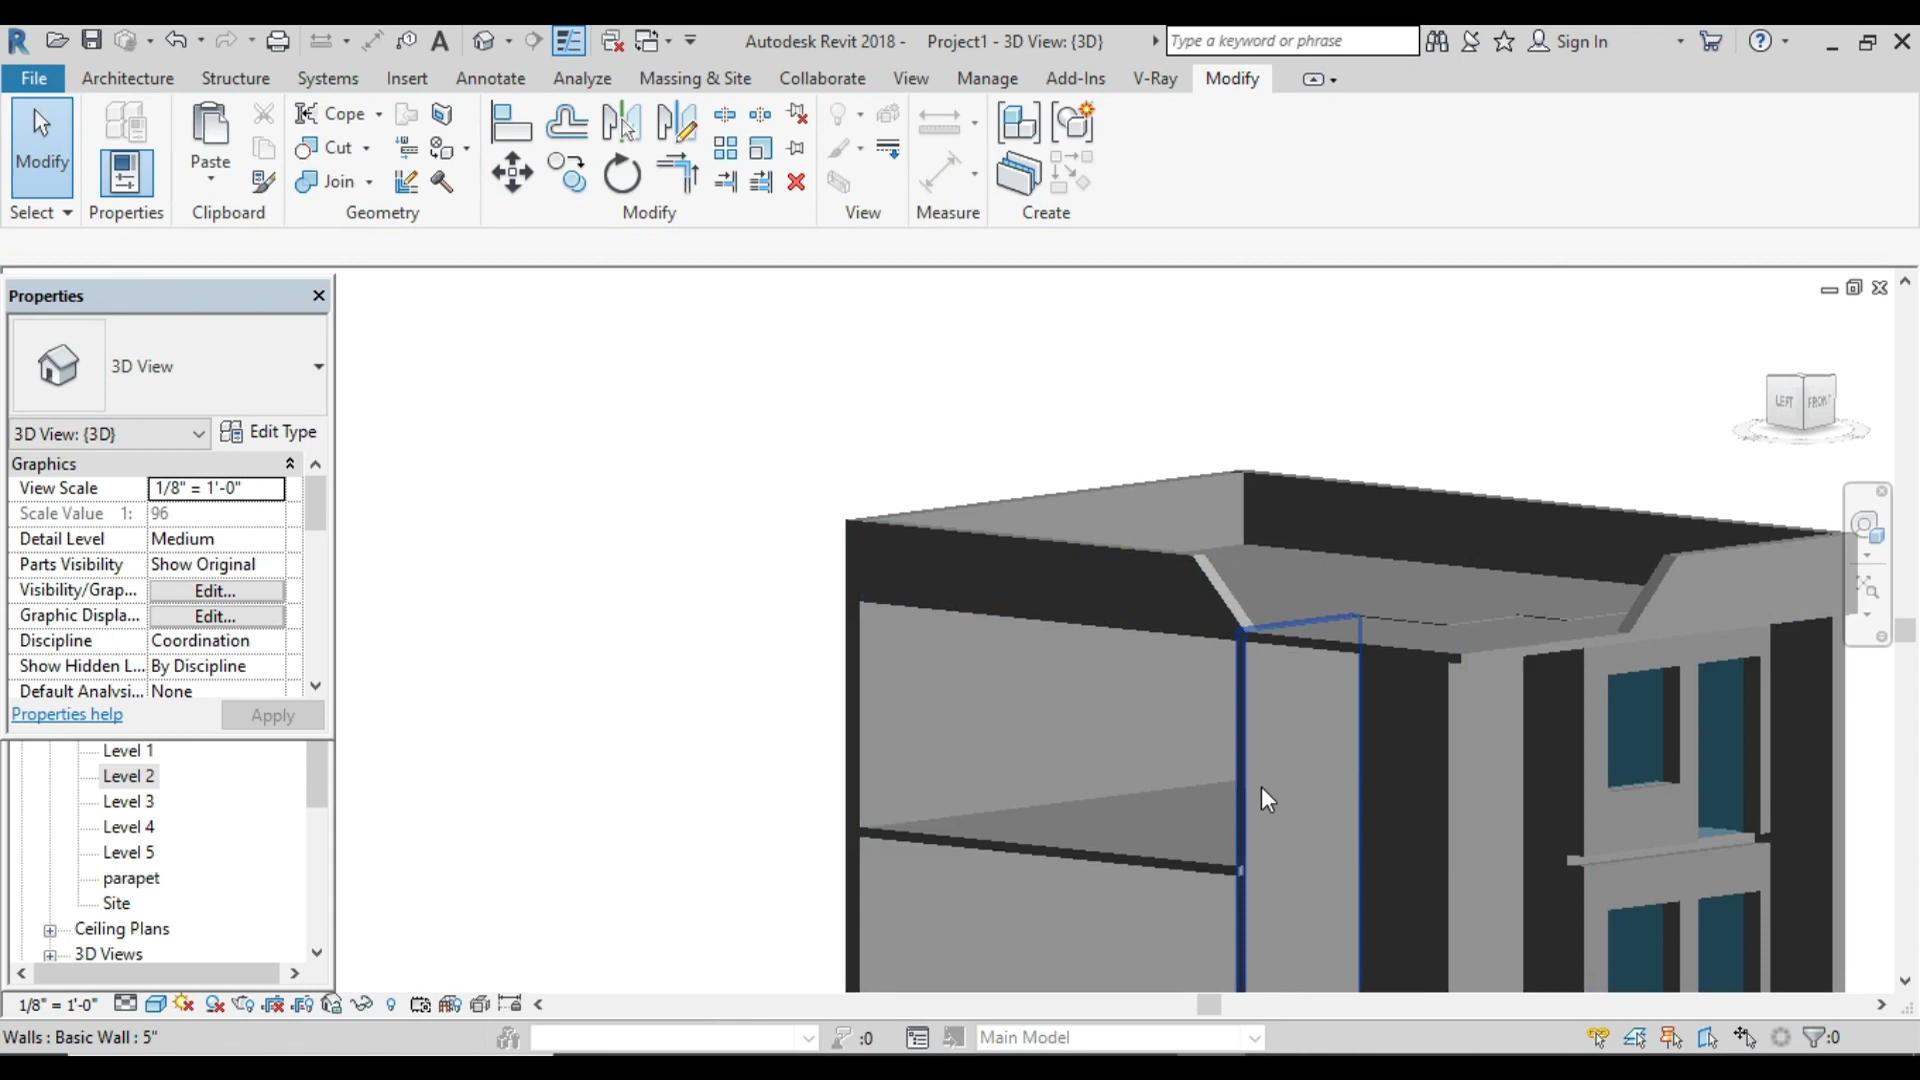 Autodesk Revit 2018 -    Project1 - 3D View: {3D}
Type a keyword or phrase
Sign In
File Architecture Structure Systems Insert Annotate Analyze Massing & Site Collaborate View Manage Add-Ins V-Ray Modify
Modify
Paste
Cope
Cut
Join
Select Properties Clipboard Geometry Modify View Measure Create
Properties
3D View
3D View: {3D} Edit Type
Graphics
View Scale 1/8" = 1'-0"
Scale Value 1: 96
Detail Level Medium
Parts Visibility Show Original
Visibility/Grap... Edit...
Graphic Displa... Edit...
Discipline Coordination
Show Hidden L... By Discipline
Default Analysi... None
Properties help Apply
Level 1
Level 2
Level 3
Level 4
Level 5
parapet
Site
Ceiling Plans
3D Views
LEFT FRONT
1/8" = 1'-0"
Walls : Basic Wall : 5" :0 Main Model :0